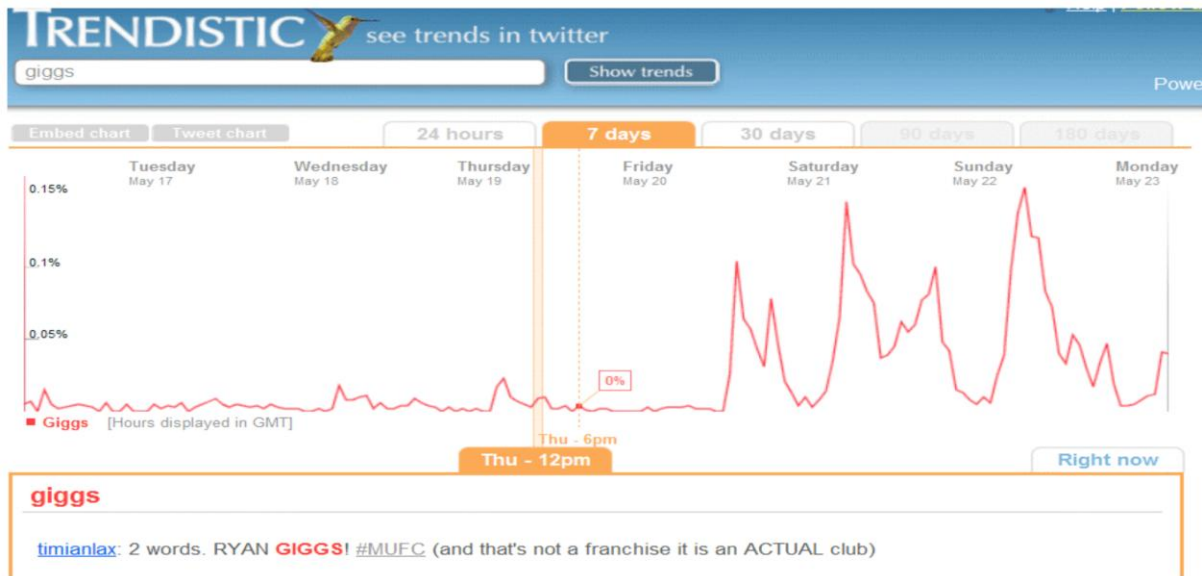 TRENDISTIC see trends in twitter
giggs
Show trends
Powe
Embed chart Tweet chart 24 hours 7 days 30 days 90 days 180 days
Tuesday Wednesday Thursday Friday Saturday Sunday Monday
May 17 May 18 May 19 May 20 May 21 May 22 May 23
0.15%
0.1%
0.05%
0%
Giggs [Hours displayed in GMT]
Thu - 6pm
Thu - 12pm Right now
giggs
timianlax: 2 words. RYAN GIGGS! #MUFC (and that's not a franchise it is an ACTUAL club)